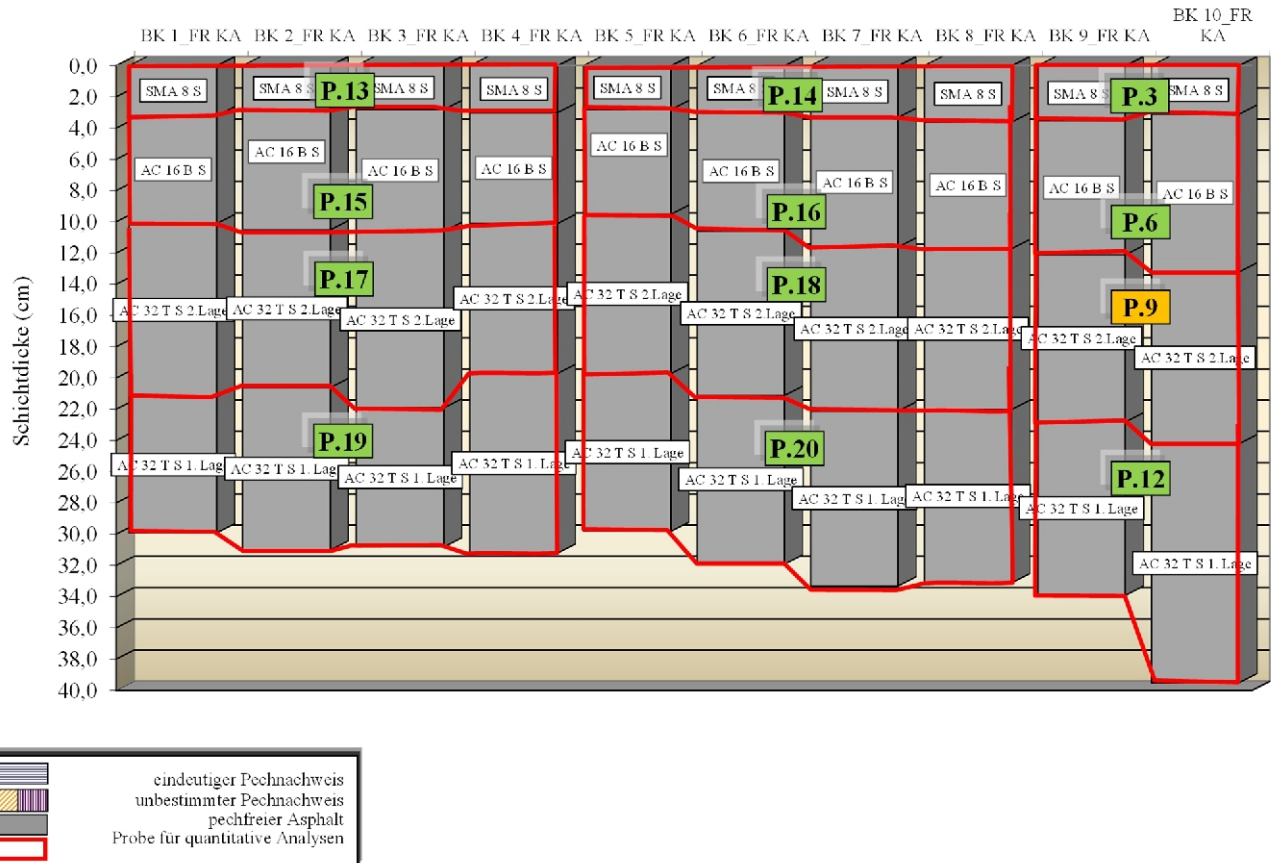 BK 10_FR
BK 1_FR KA BK 2_FR KA BK 3_FR KA BK 4_FR KA BK 5_FR KA BK 6_FR KA BK 7_FR KA BK 8_FR KA BK 9_FR KA KA
Schichtdicke (cm)
0,0
2,0
4,0
6,0
8,0
10,0
12,0
14,0
16,0
18,0
20,0
22,0
24,0
26,0
28,0
30,0
32,0
34,0
36,0
38,0
40,0
SMA 8 S SMA 8 P.13 SMA 8 S SMA 8 S SMA 8 S SMA 8 P.14 SMA 8 S SMA 8 S SMA 8 S P.3 SMA 8 S
AC 16 B S AC 16 B S AC 16 B S AC 16 B S AC 16 B S AC 16 B S AC 16 B S AC 16 B S AC 16 B S AC 16 B S
P.15 P.16 P.6
P.17 P.18 P.9
AC 32 T S 2.Lage AC 32 T S 2.Lage AC 32 T S 2.Lage AC 32 T S 2.Lage AC 32 T S 2.Lage AC 32 T S 2.Lage AC 32 T S 2.Lage AC 32 T S 2.Lage AC 32 T S 2.Lage AC 32 T S 2.Lage
P.19 P.20 P.12
AC 32 T S 1. Lag AC 32 T S 1. Lage AC 32 T S 1. Lage AC 32 T S 1. Lage AC 32 T S 1. Lage AC 32 T S 1. Lage AC 32 T S 1. Lag AC 32 T S 1. Lage AC 32 T S 1. Lage AC 32 T S 1. Lage
eindeutiger Pechnachweis
unbestimmter Pechnachweis
pechfreier Asphalt
Probe für quantitative Analysen